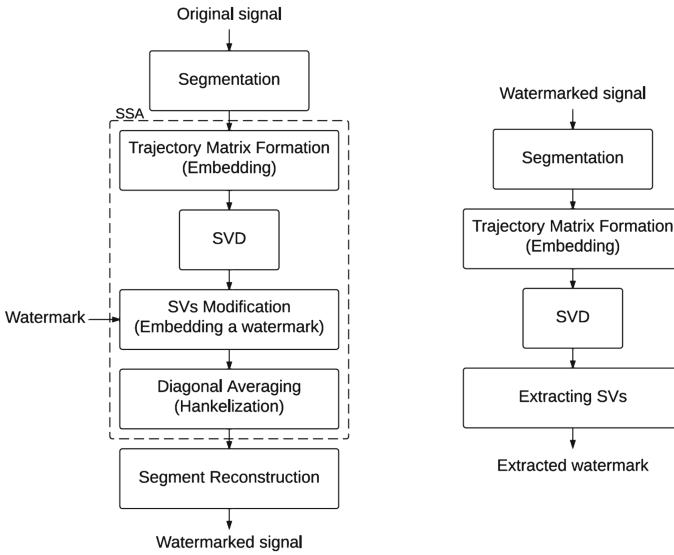 Original signal
Segmentation
SSA
Trajectory Matrix Formation
(Embedding)
SVD
Watermark
SVs Modification
(Embedding a watermark)
Diagonal Averaging
(Hankelization)
Segment Reconstruction
Watermarked signal
Watermarked signal
Segmentation
Trajectory Matrix Formation
(Embedding)
SVD
Extracting SVs
Extracted watermark